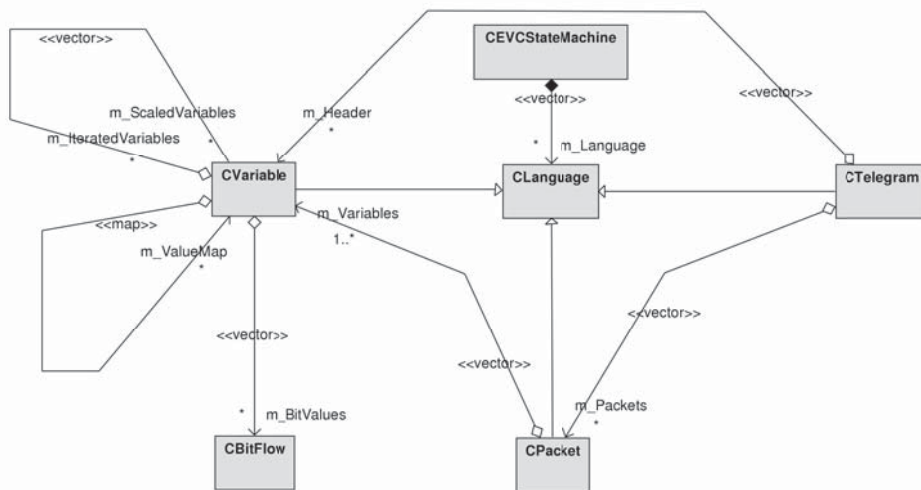 <<vector>>
CEVCStateMachine
<<vector>>
<<vector>>
m_ScaledVariables
*
m_Header
*
m_IteratedVariables
*
*
m_Language
CVariable
CLanguage
CTelegram
<<map>>
m_ValueMap
*
m_Variables
1..*
<<vector>>
<<vector>>
<<vector>>
*
m_BitValues
m_Packets
*
CBitFlow
CPacket